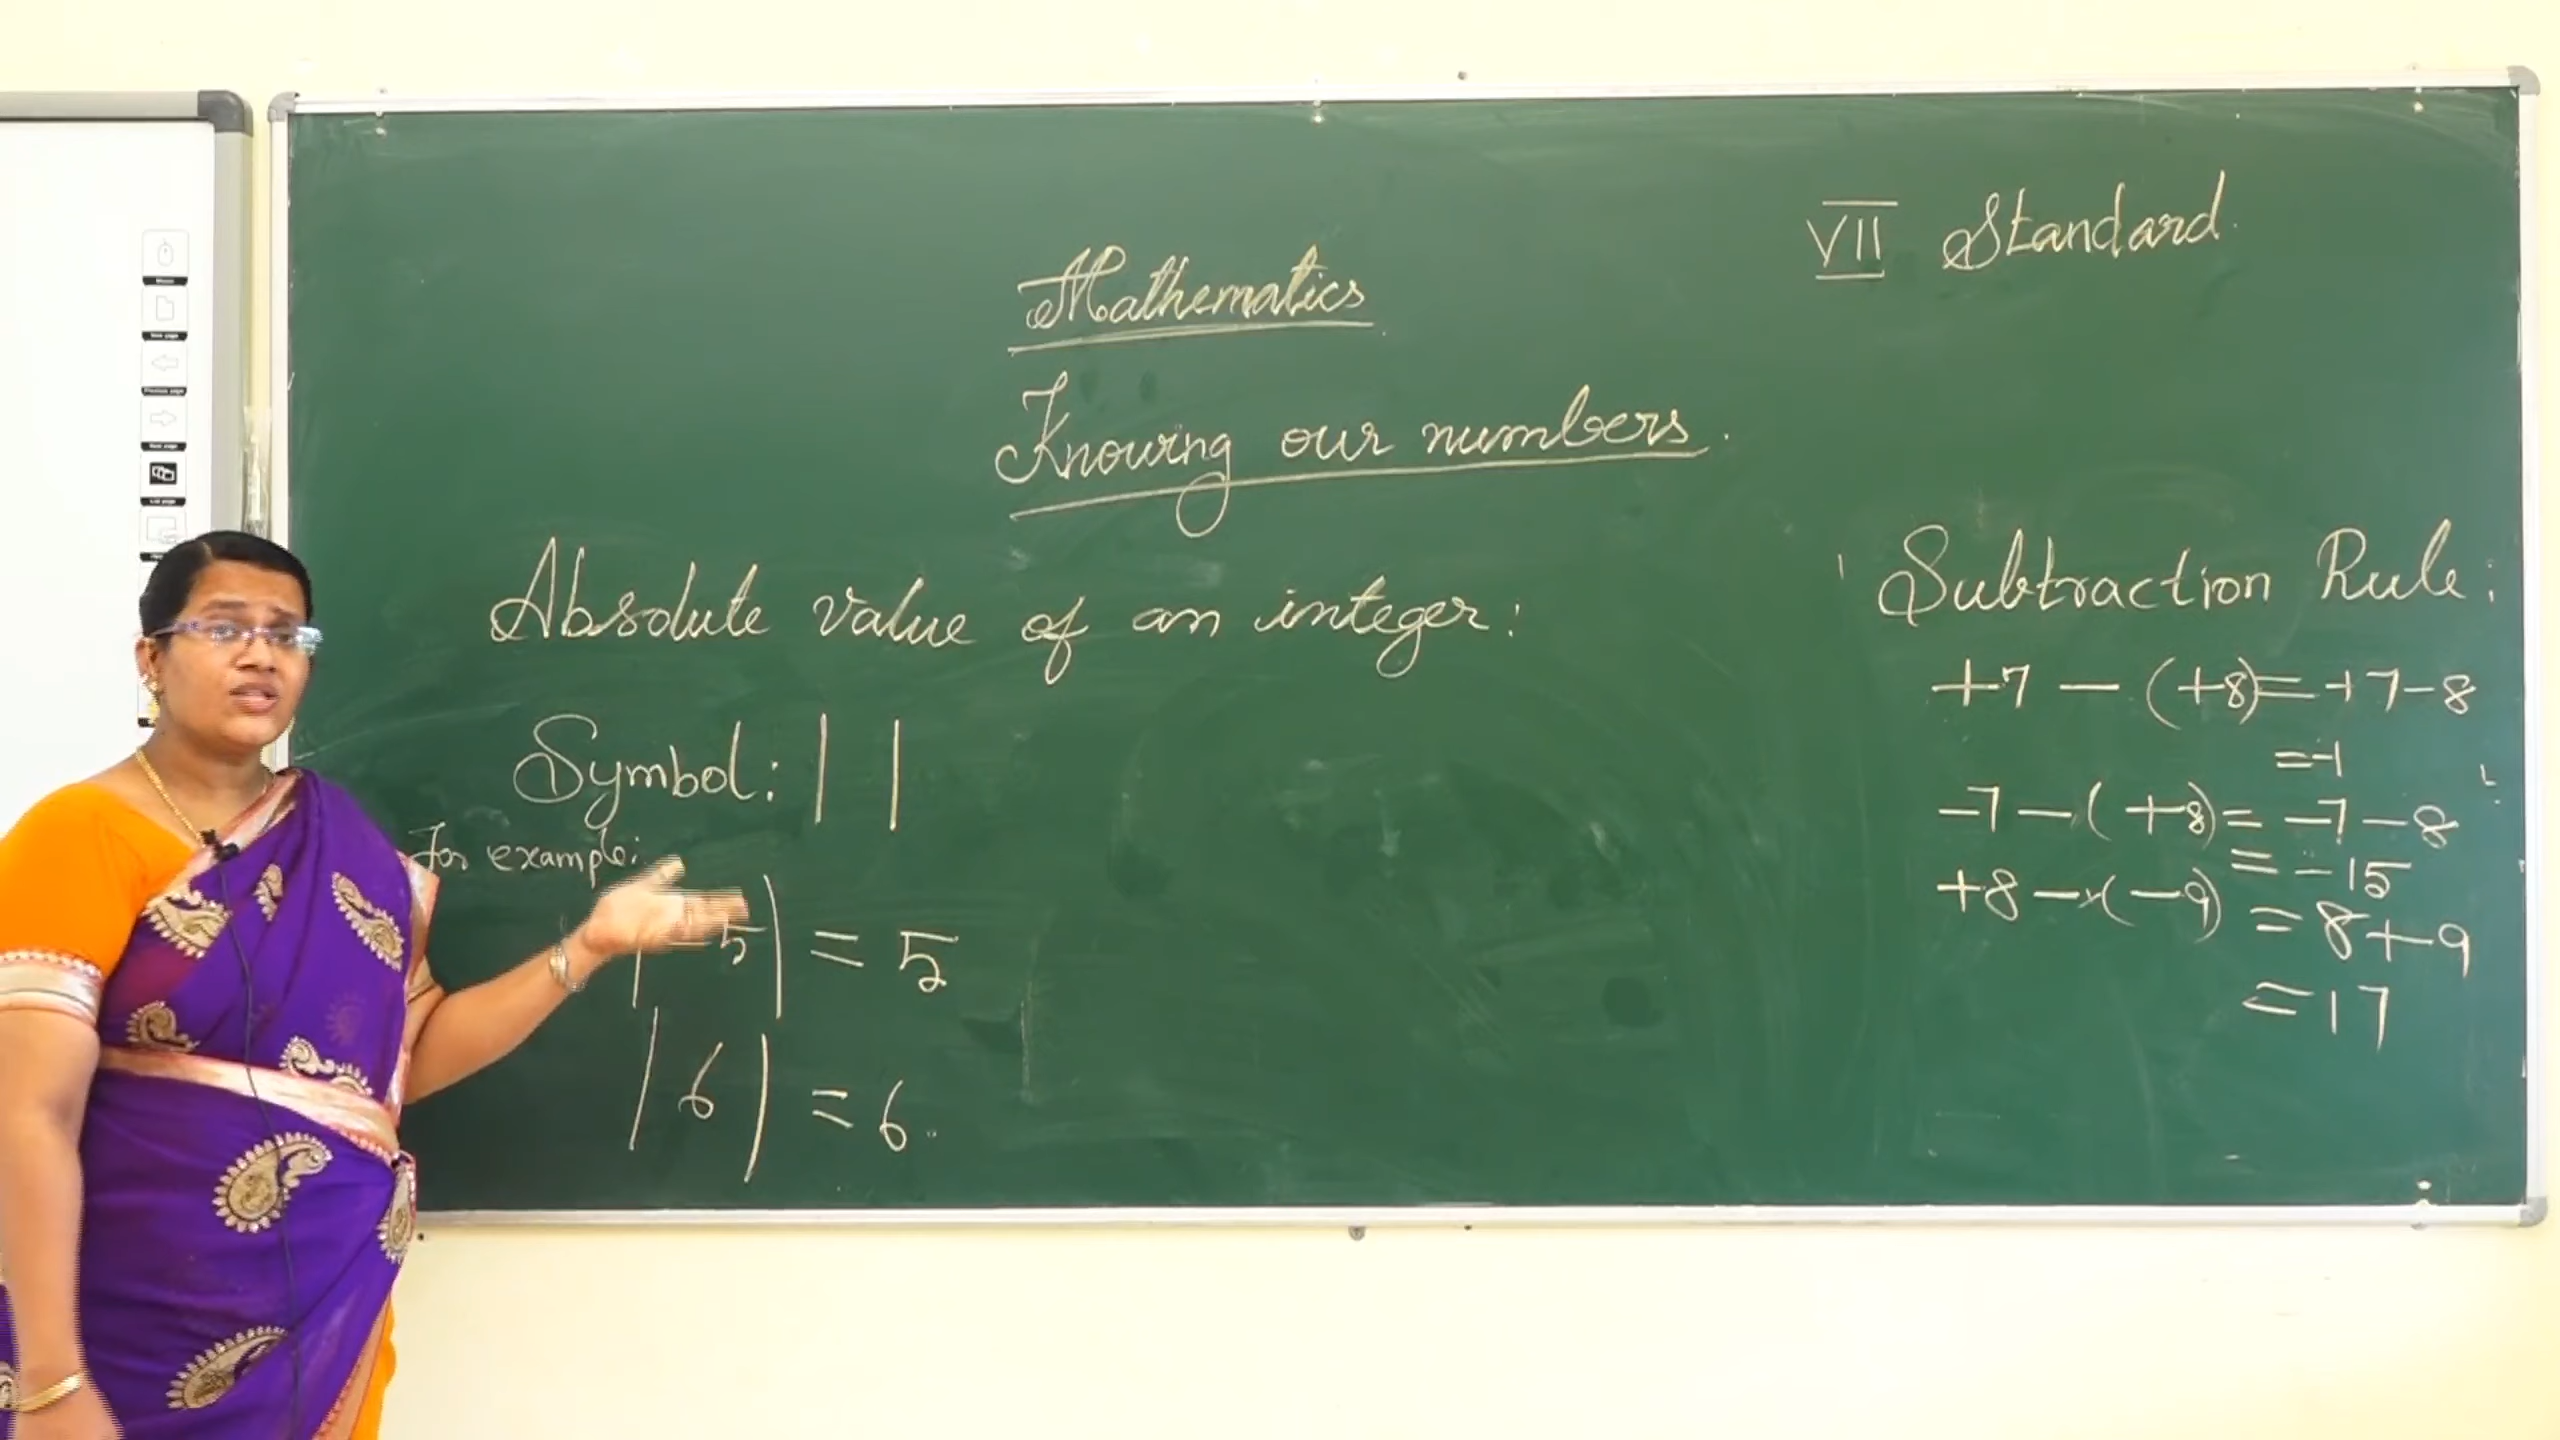 VII Standard
Mathematics
Knowing our numbers.
Absolute value of an integer:
Symbol: | |
For example:
|-5| = 5
|6| = 6.
Subtraction Rule:
+7 - (+8) = +7-8
= -1
-7 - (+8) = -7-8
= -15
+8 - (-9) = 8+9
= 17